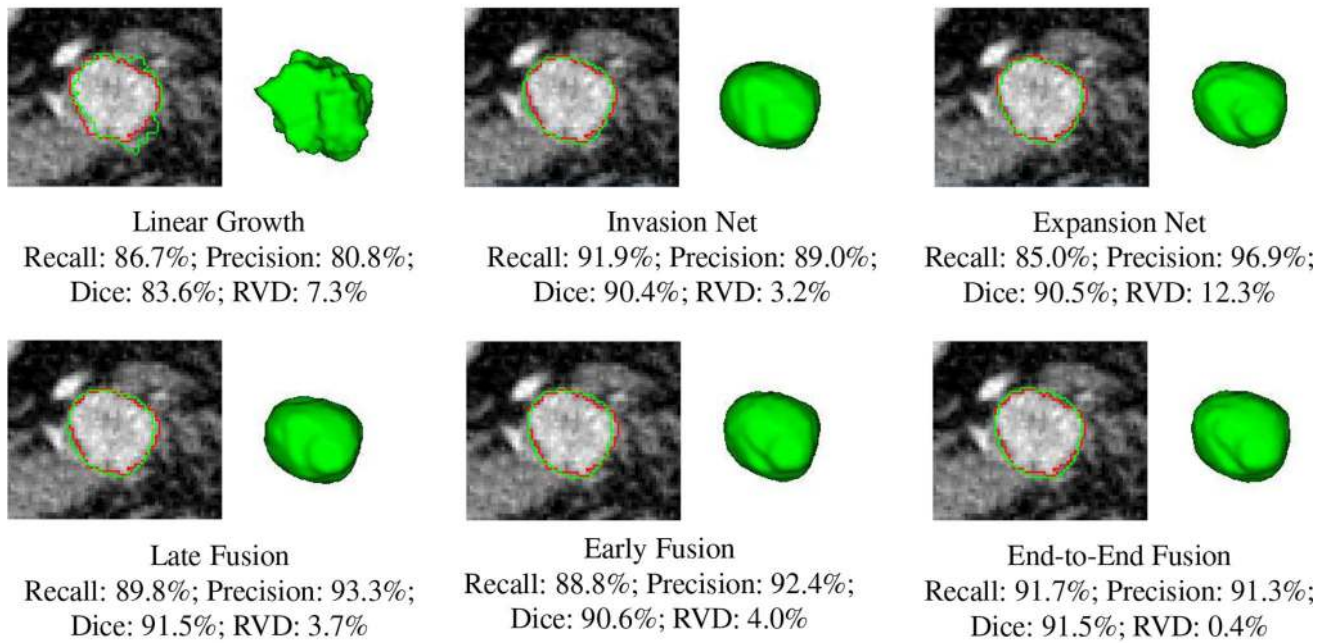 Linear Growth
Recall: 86.7%; Precision: 80.8%;
Dice: 83.6%; RVD: 7.3%
Invasion Net
Recall: 91.9%; Precision: 89.0%;
Dice: 90.4%; RVD: 3.2%
Expansion Net
Recall: 85.0%; Precision: 96.9%;
Dice: 90.5%; RVD: 12.3%
Late Fusion
Recall: 89.8%; Precision: 93.3%;
Dice: 91.5%; RVD: 3.7%
Early Fusion
Recall: 88.8%; Precision: 92.4%;
Dice: 90.6%; RVD: 4.0%
End-to-End Fusion
Recall: 91.7%; Precision: 91.3%;
Dice: 91.5%; RVD: 0.4%